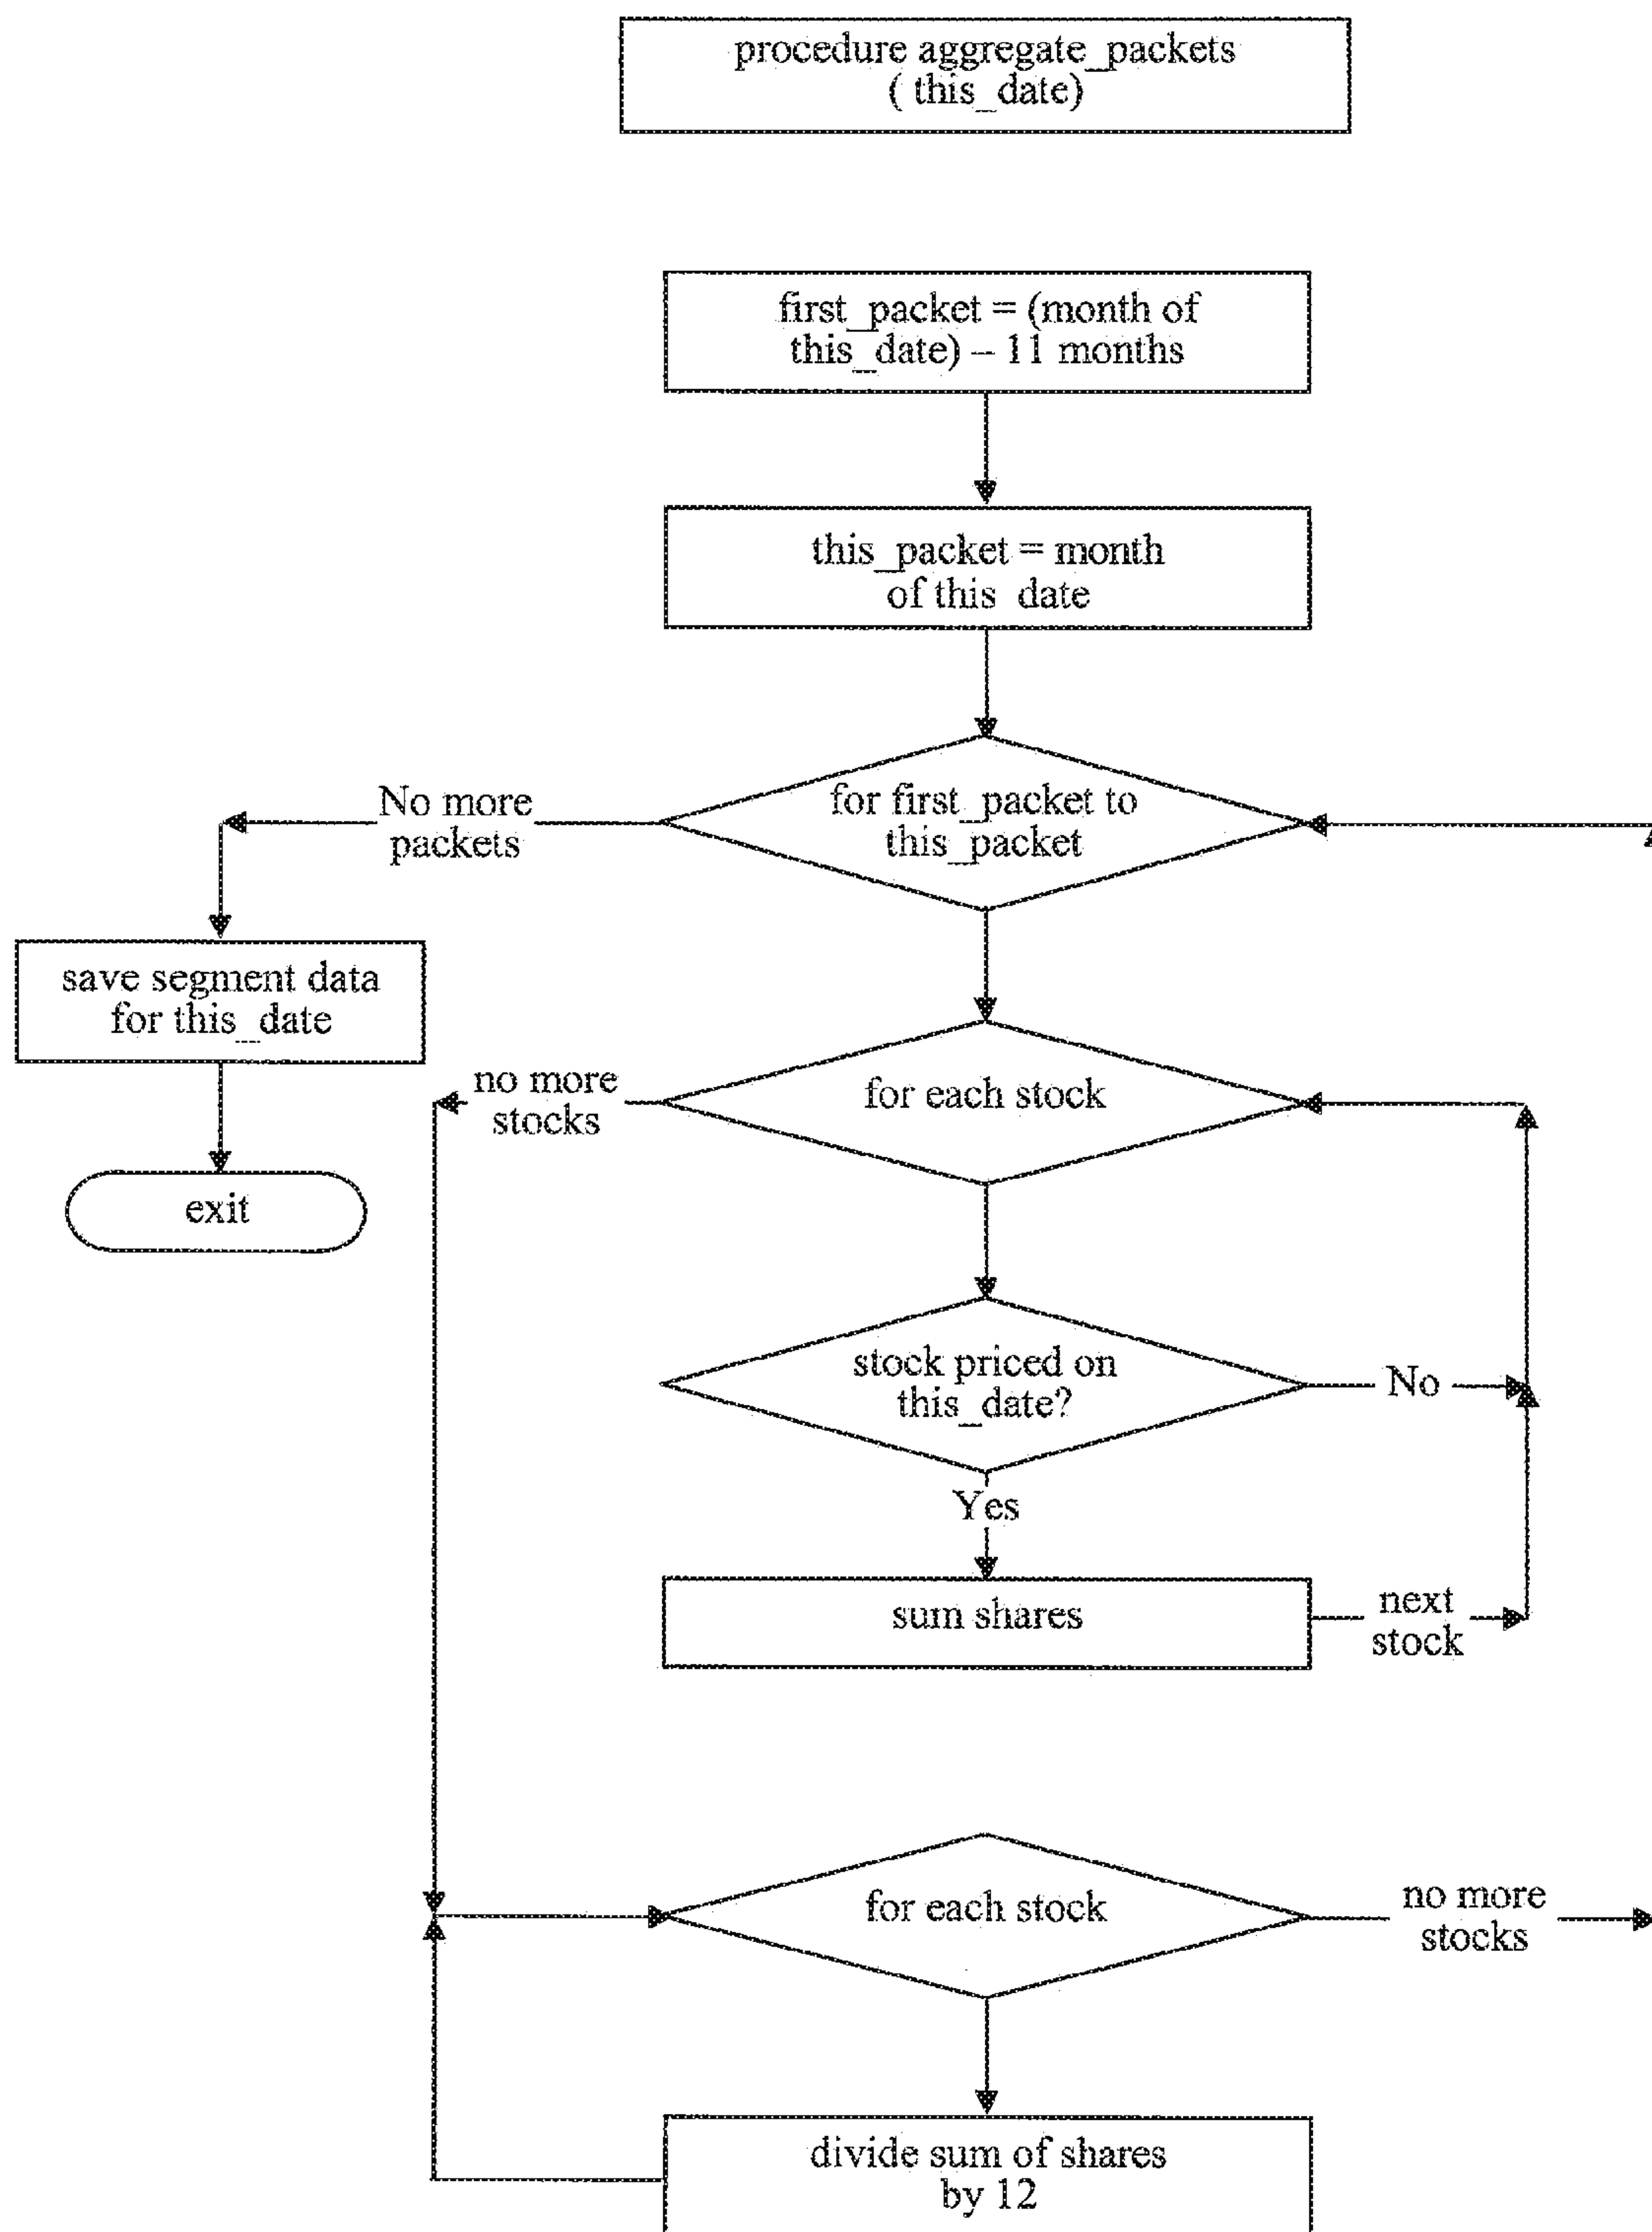 procedure aggregate_packets
( this_date)
first_packet = (month of
this_date) – 11 months
this_packet = month
of this date
for first_packet to
this_packet
No more
packets
save segment data
for this_date
exit
for each stock
no more
stocks
stock priced on
this_date?
No
Yes
sum shares
next
stock
for each stock
no more
stocks
divide sum of shares
by 12